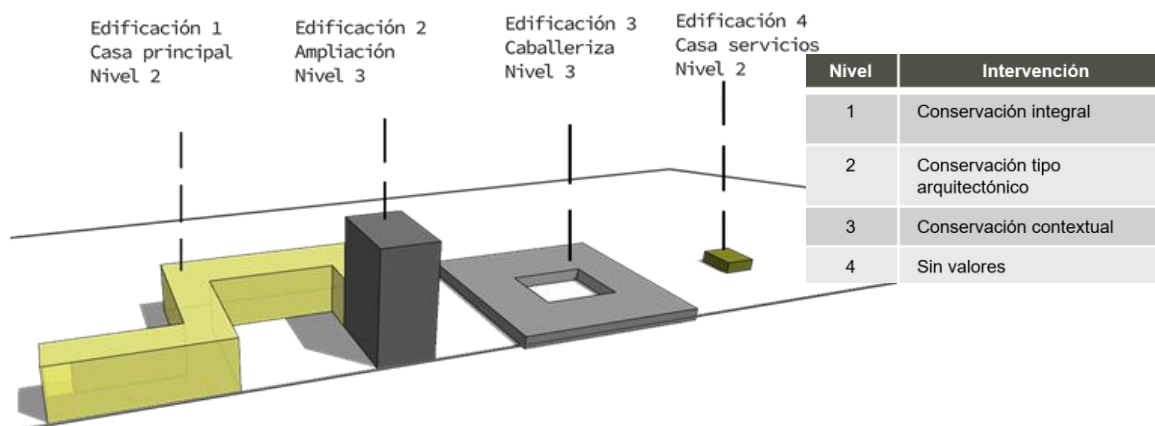 Edificación 1
Casa principal
Nivel 2
Edificación 2
Ampliación
Nivel 3
Edificación 3
Caballeriza
Nivel 3
Edificación 4
Casa servicios
Nivel 2
Nivel Intervención
1 Conservación integral
2 Conservación tipo
arquitectónico
3 Conservación contextual
4 Sin valores